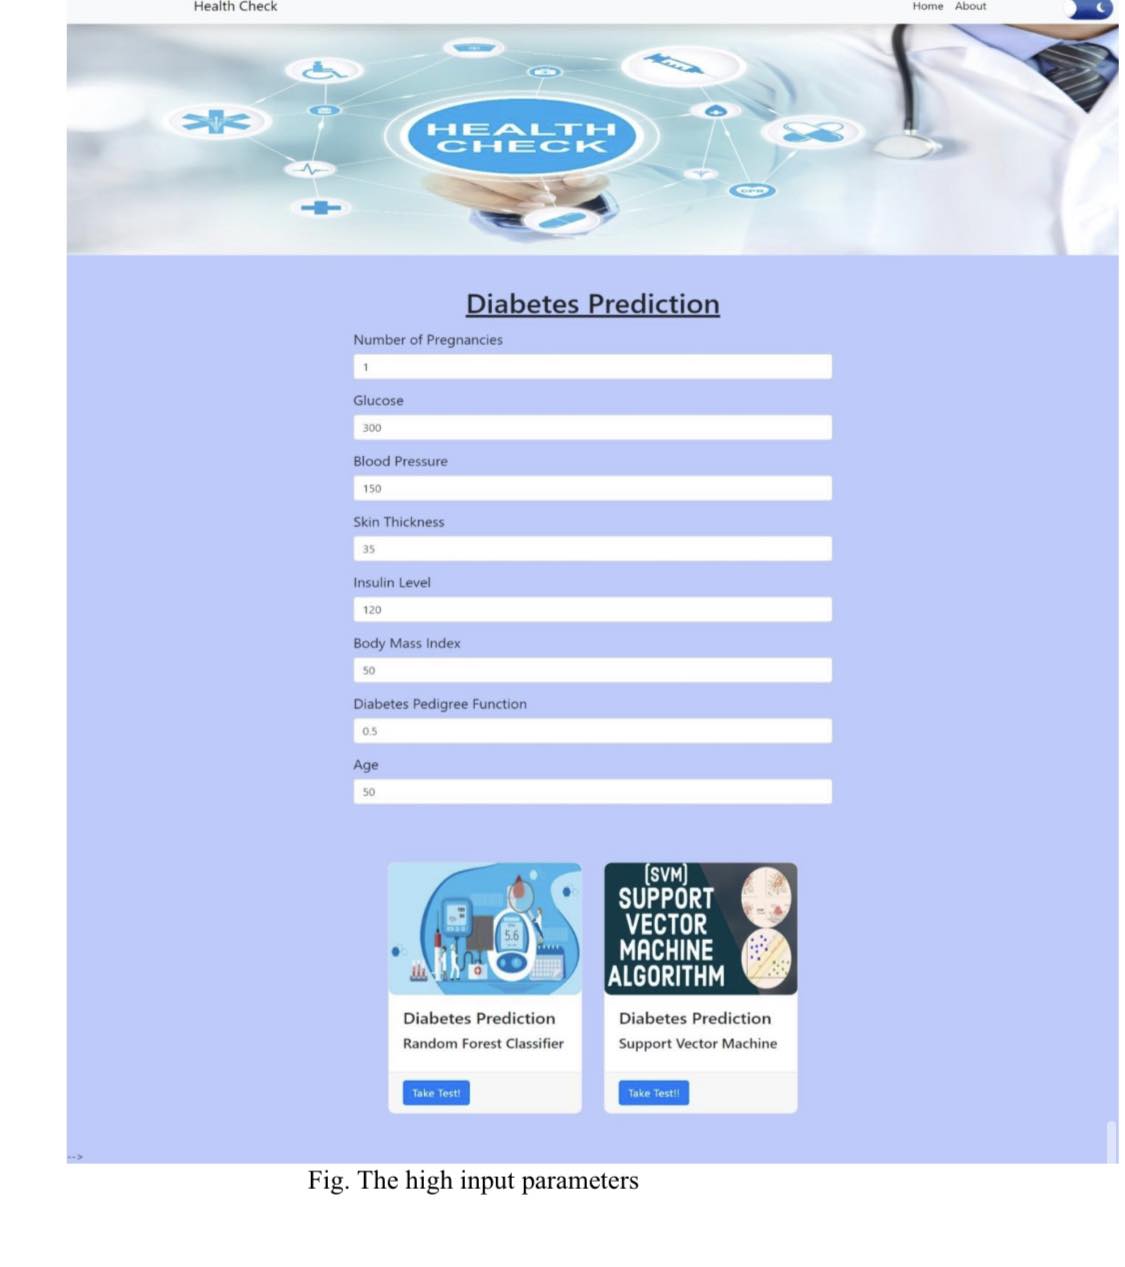 Health Check
Home About
HEALTH
CHECK
CPR
Diabetes Prediction
Number of Pregnancies
1
Glucose
300
Blood Pressure
150
Skin Thickness
35
Insulin Level
120
Body Mass Index
50
Diabetes Pedigree Function
0.5
Age
50
5.6
(SVM)
SUPPORT
VECTOR
MACHINE
ALGORITHM
Diabetes Prediction
Random Forest Classifier
Take Test!
Diabetes Prediction
Support Vector Machine
Take Test!!
-->
Fig. The high input parameters